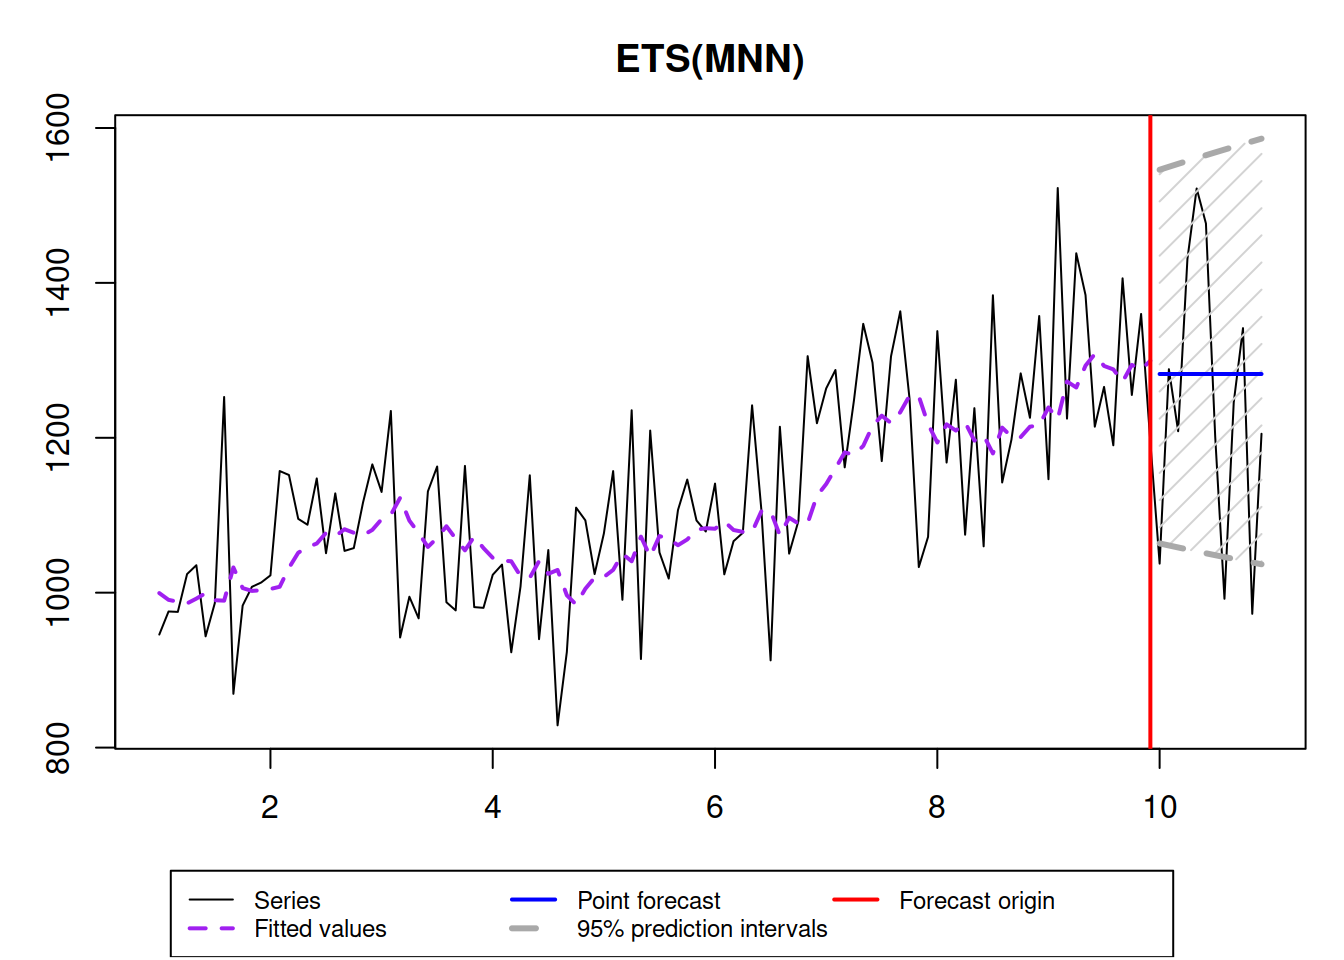 ETS(MNN)
1600
1400
1200
1000
800
2 4 6 8 10
Series Point forecast Forecast origin
Fitted values 95% prediction intervals